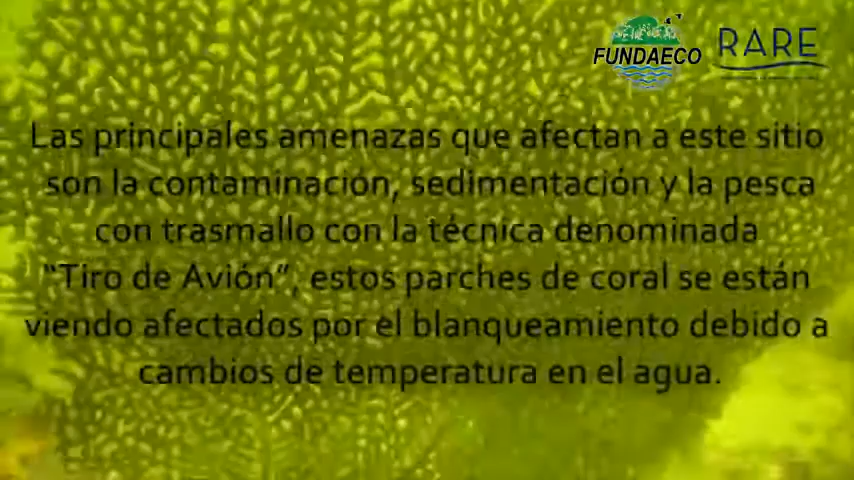 FUNDAECO
RARE
Las principales amenazas que afectan a este sitio
son la contaminación, sedimentación y la pesca
con trasmallo con la técnica denominada
“Tiro de Avión”, estos parches de coral se están
viendo afectados por el blanqueamiento debido a
cambios de temperatura en el agua.